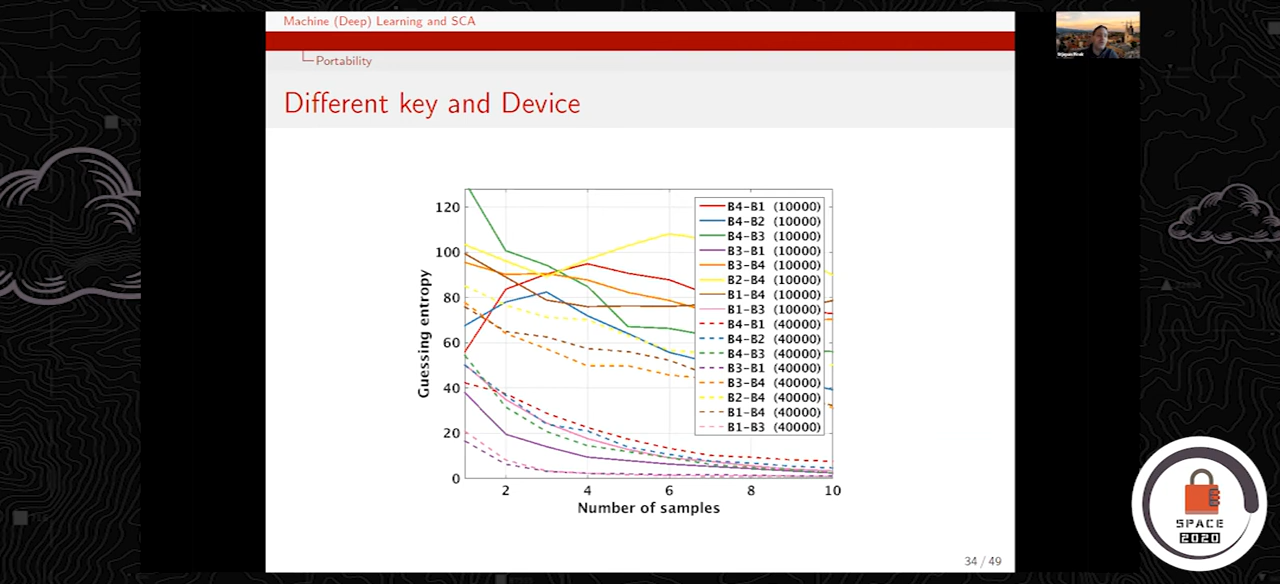 Machine (Deep) Learning and SCA
Portability
Different key and Device
120
100
80
60
40
20
0
Guessing entropy
2
4
6
8
10
Number of samples
B4-B1 (10000)
B4-B2 (10000)
B4-B3 (10000)
B3-B1 (10000)
B3-B4 (10000)
B2-B4 (10000)
B1-B4 (10000)
B1-B3 (10000)
B4-B1 (40000)
B4-B2 (40000)
B4-B3 (40000)
B3-B1 (40000)
B3-B4 (40000)
B2-B4 (40000)
B1-B4 (40000)
B1-B3 (40000)
34 / 49
SPACE
2020